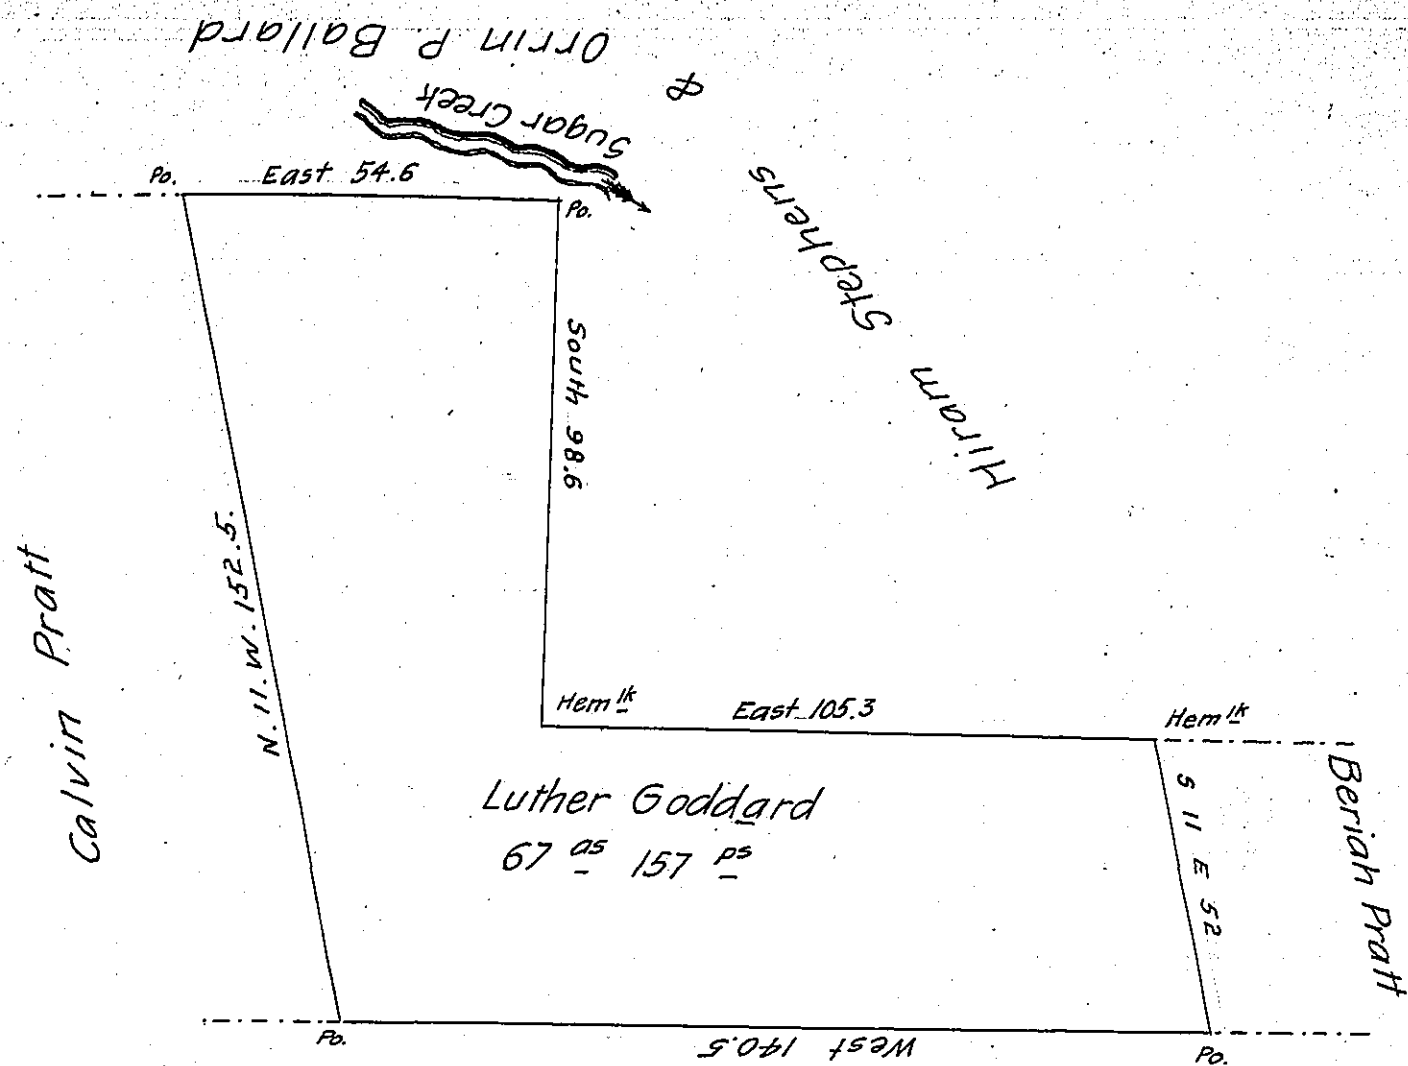 Orrin P Ballard
&
Hiram Stephens
Sugar Creek
Po.
East 54.6
Po.
South 98.6
N. 11. W. 152.5.
Calvin Pratt
Hem lk
East 105.3
Hem lk
S 11 E 52
Beriah Pratt
Luther Goddard
67 as 157 ps
Po.
West 140.5
Po.